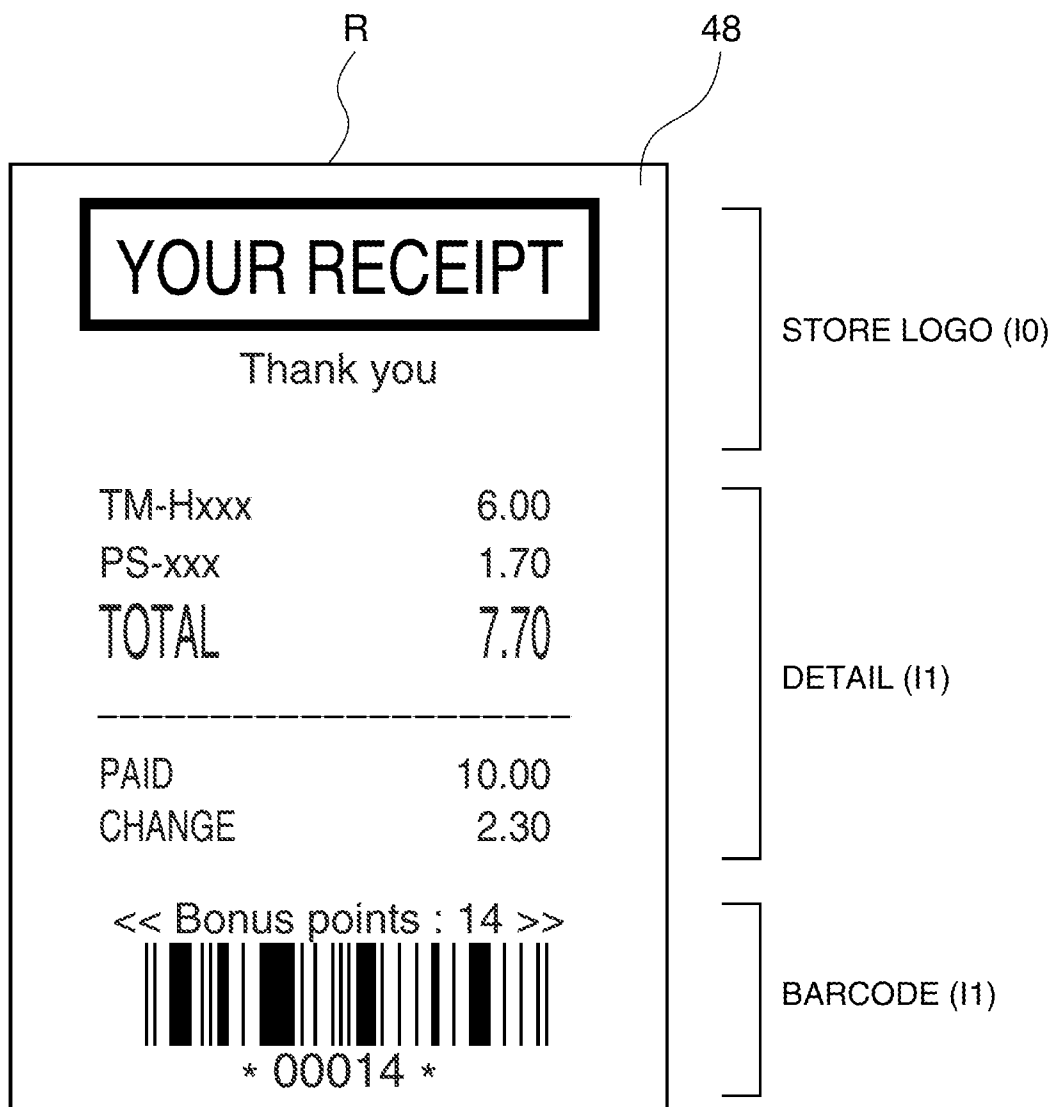 R 48
YOUR RECEIPT
Thank you
STORE LOGO (I0)
TM-Hxxx 6.00
PS-xxx 1.70
TOTAL 7.70
----------------------
PAID 10.00
CHANGE 2.30
DETAIL (I1)
<< Bonus points : 14 >>
* 00014 *
BARCODE (I1)